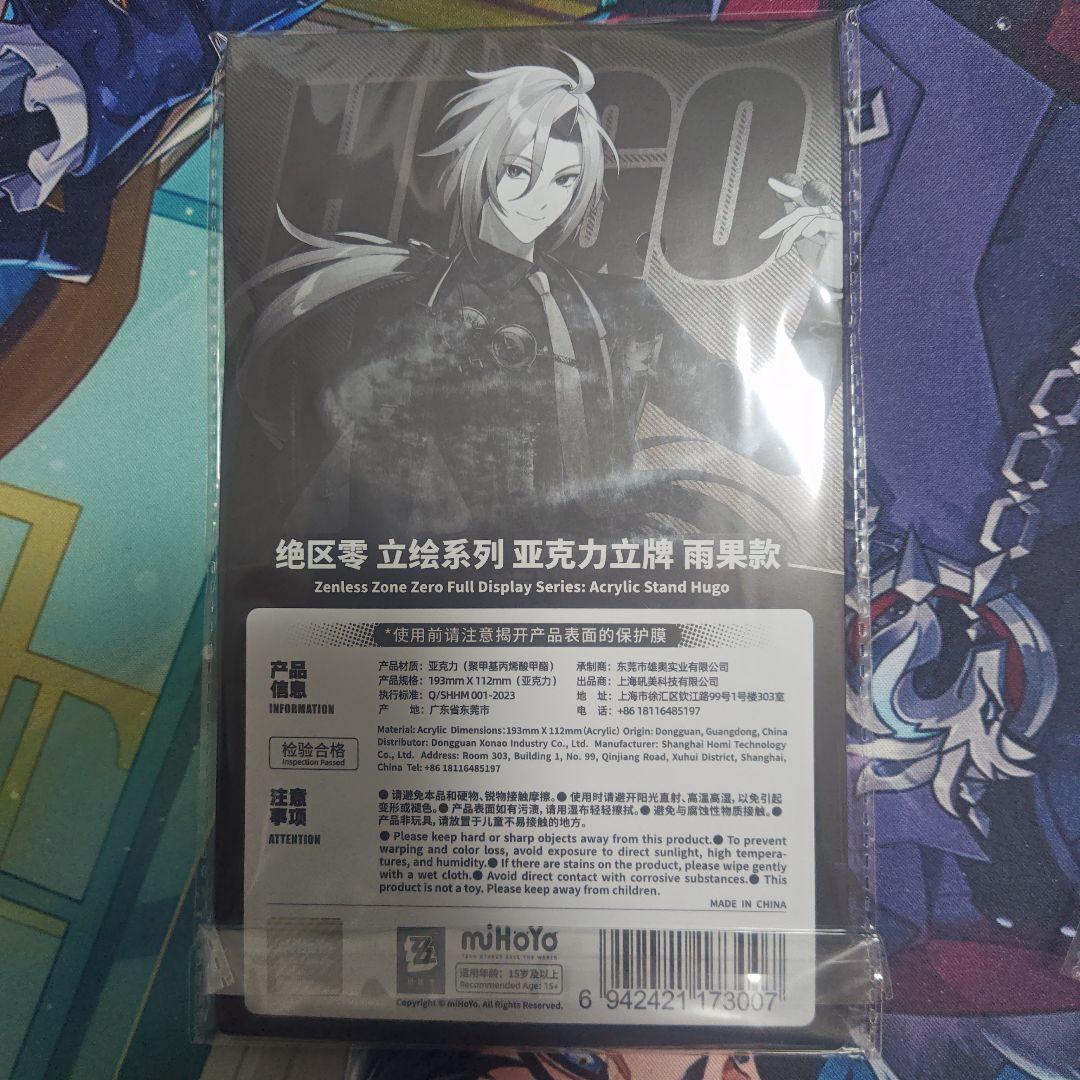 HUGO
绝区零 立绘系列 亚克力立牌 雨果款
Zenless Zone Zero Full Display Series: Acrylic Stand Hugo
*使用前请注意揭开产品表面的保护膜
产品
信息
INFORMATION
检验合格
Inspection Passed
产品材质：亚克力（聚甲基丙烯酸甲酯）
产品规格：193mm X 112mm（亚克力）
执行标准：Q/SHHM 001-2023
产 地：广东省东莞市
承制商：东莞市雄奥实业有限公司
出品商：上海吼美科技有限公司
地 址：上海市徐汇区钦江路99号1号楼303室
电 话：+86 18116485197
Material: Acrylic Dimensions:193mm X 112mm(Acrylic) Origin: Dongguan, Guangdong, China
Distributor: Dongguan Xonao Industry Co., Ltd. Manufacturer: Shanghai Homi Technology
Co., Ltd. Address: Room 303, Building 1, No. 99, Qinjiang Road, Xuhui District, Shanghai,
China Tel: +86 18116485197
注意
事项
ATTENTION
● 请避免本品和硬物、锐物接触摩擦。● 使用时请避开阳光直射、高温高湿，以免引起
变形或褪色。● 产品表面如有污渍，请用湿布轻轻擦拭。● 避免与腐蚀性物质接触。●
产品非玩具，请放置于儿童不易接触的地方。
● Please keep hard or sharp objects away from this product.● To prevent
warping and color loss, avoid exposure to direct sunlight, high tempera-
tures, and humidity.● If there are stains on the product, please wipe gently
with a wet cloth.● Avoid direct contact with corrosive substances.● This
product is not a toy. Please keep away from children.
MADE IN CHINA
miHoYo
miHoYo
TECH OTAKUS SAVE THE WORLD
适用年龄：15岁及以上
Recommended Age: 15+
Copyright © miHoYo. All Rights Reserved.
6 942421 173007